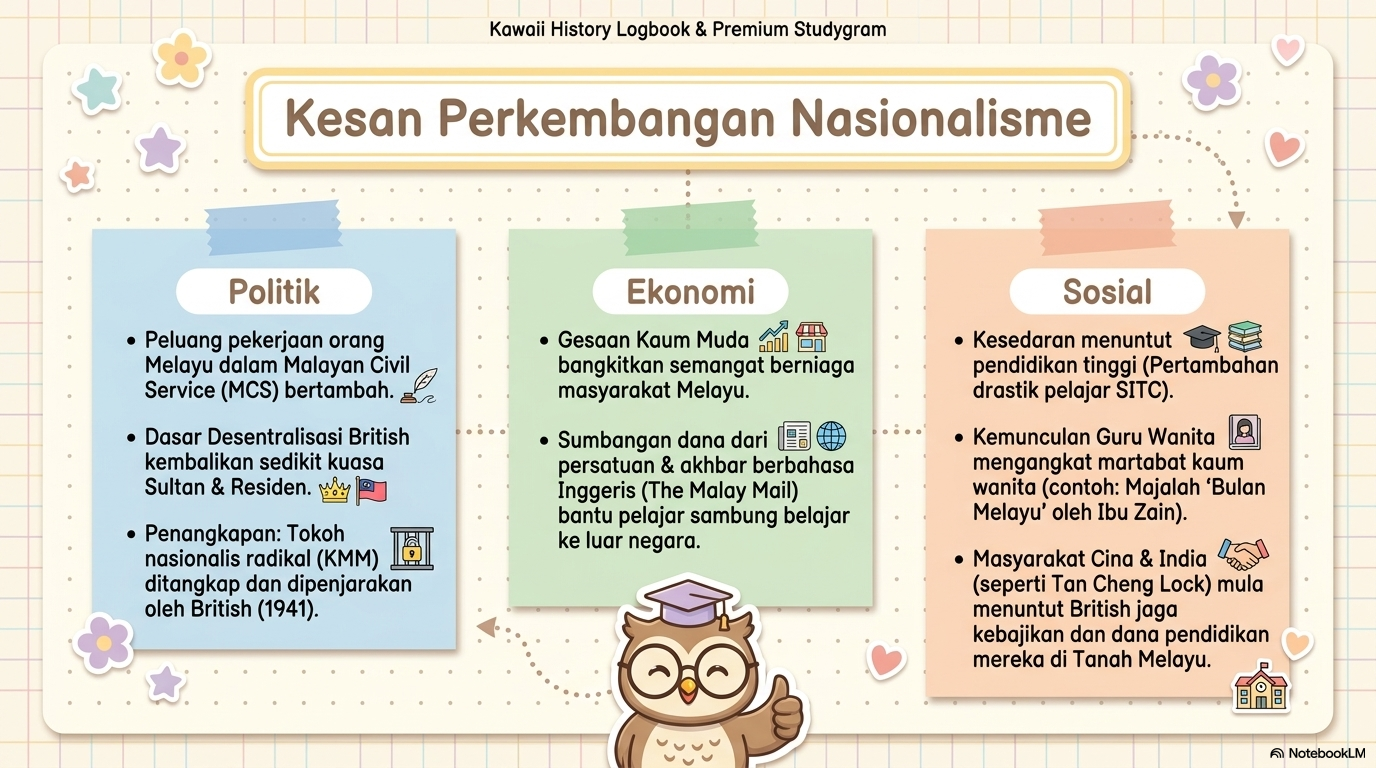 Kawaii History Logbook & Premium Studygram
Kesan Perkembangan Nasionalisme
Politik
• Peluang pekerjaan orang
Melayu dalam Malayan Civil
Service (MCS) bertambah.
• Dasar Desentralisasi British
kembalikan sedikit kuasa
Sultan & Residen.
• Penangkapan: Tokoh
nasionalis radikal (KMM)
ditangkap dan dipenjarakan
oleh British (1941).
Ekonomi
• Gesaan Kaum Muda
bangkitkan semangat berniaga
masyarakat Melayu.
• Sumbangan dana dari
persatuan & akhbar berbahasa
Inggeris (The Malay Mail)
bantu pelajar sambung belajar
ke luar negara.
Sosial
• Kesedaran menuntut
pendidikan tinggi (Pertambahan
drastik pelajar SITC).
• Kemunculan Guru Wanita
mengangkat martabat kaum
wanita (contoh: Majalah ‘Bulan
Melayu’ oleh Ibu Zain).
• Masyarakat Cina & India
(seperti Tan Cheng Lock) mula
menuntut British jaga
kebajikan dan dana pendidikan
mereka di Tanah Melayu.
NotebookLM